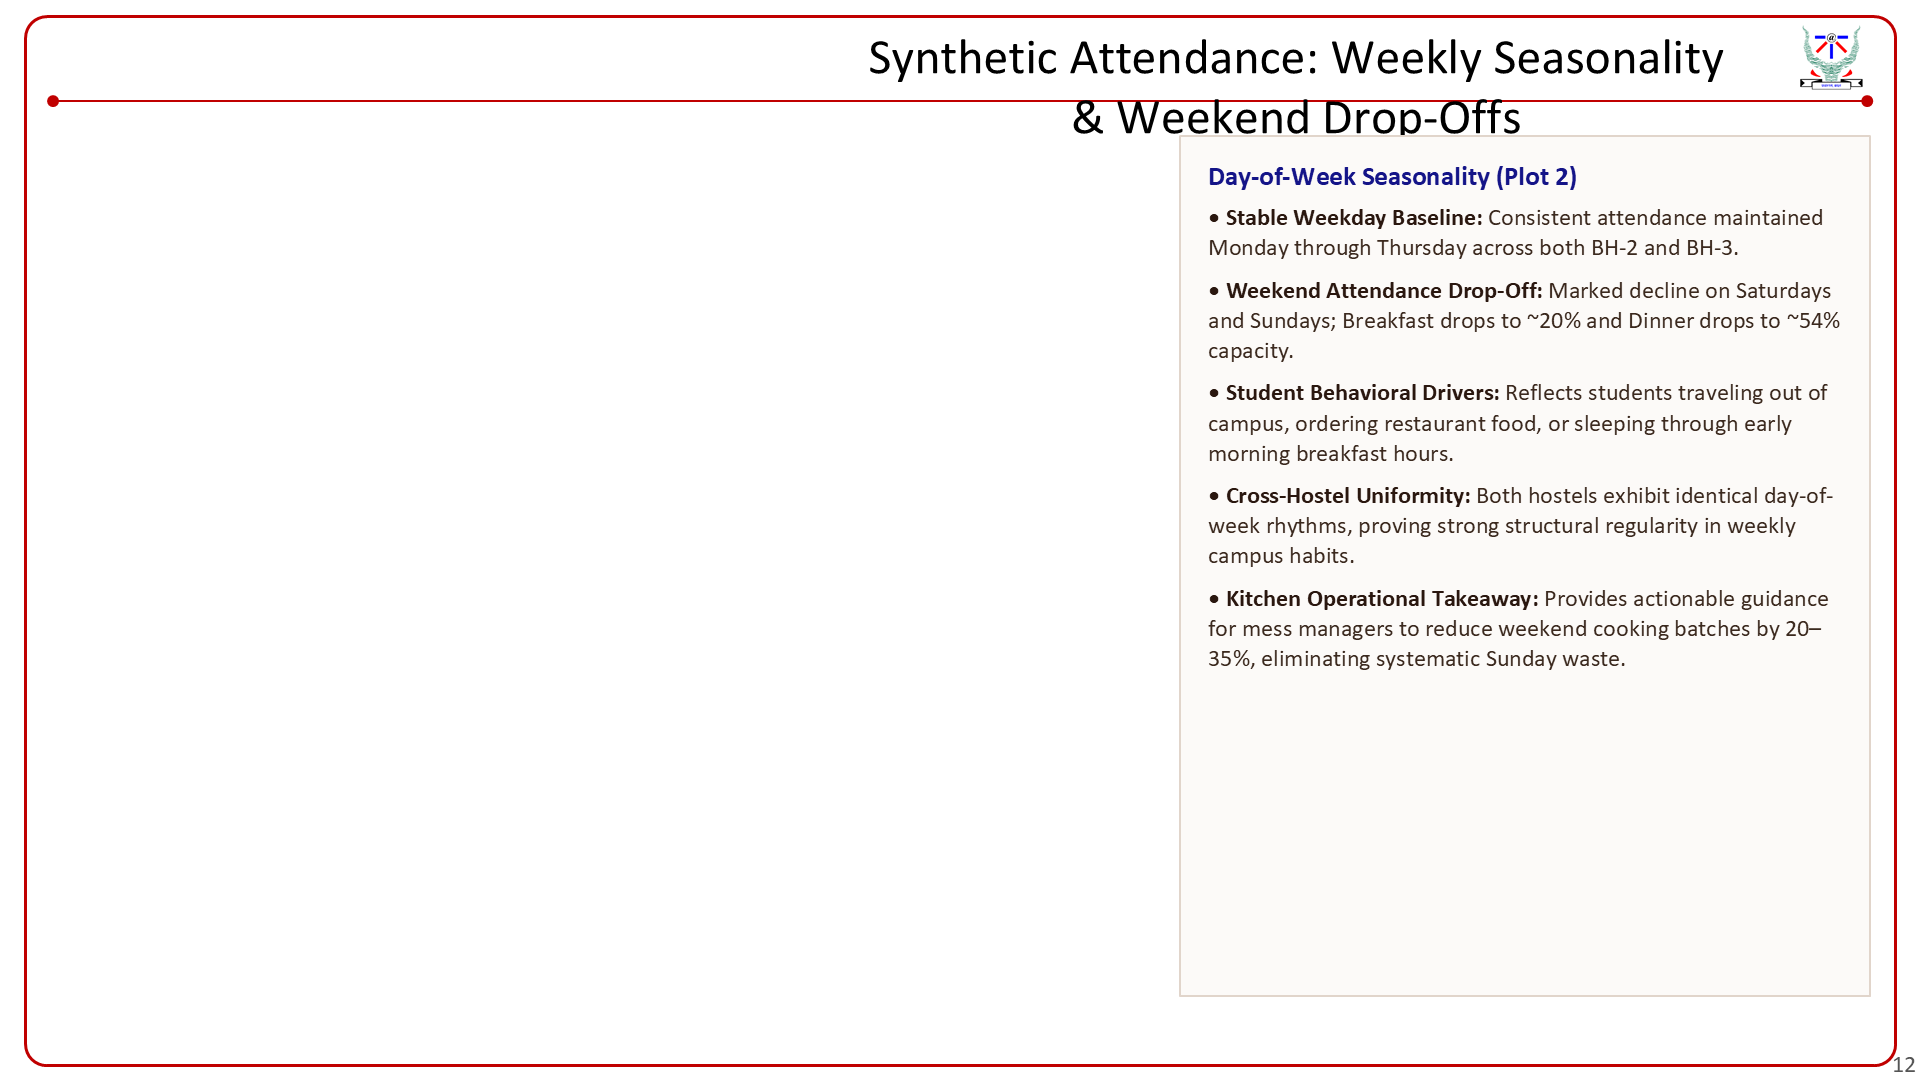 Synthetic Attendance: Weekly Seasonality
& Weekend Drop-Offs
Day-of-Week Seasonality (Plot 2)
• Stable Weekday Baseline: Consistent attendance maintained
Monday through Thursday across both BH-2 and BH-3.
• Weekend Attendance Drop-Off: Marked decline on Saturdays
and Sundays; Breakfast drops to ~20% and Dinner drops to ~54%
capacity.
• Student Behavioral Drivers: Reflects students traveling out of
campus, ordering restaurant food, or sleeping through early
morning breakfast hours.
• Cross-Hostel Uniformity: Both hostels exhibit identical day-of-
week rhythms, proving strong structural regularity in weekly
campus habits.
• Kitchen Operational Takeaway: Provides actionable guidance
for mess managers to reduce weekend cooking batches by 20–
35%, eliminating systematic Sunday waste.
12